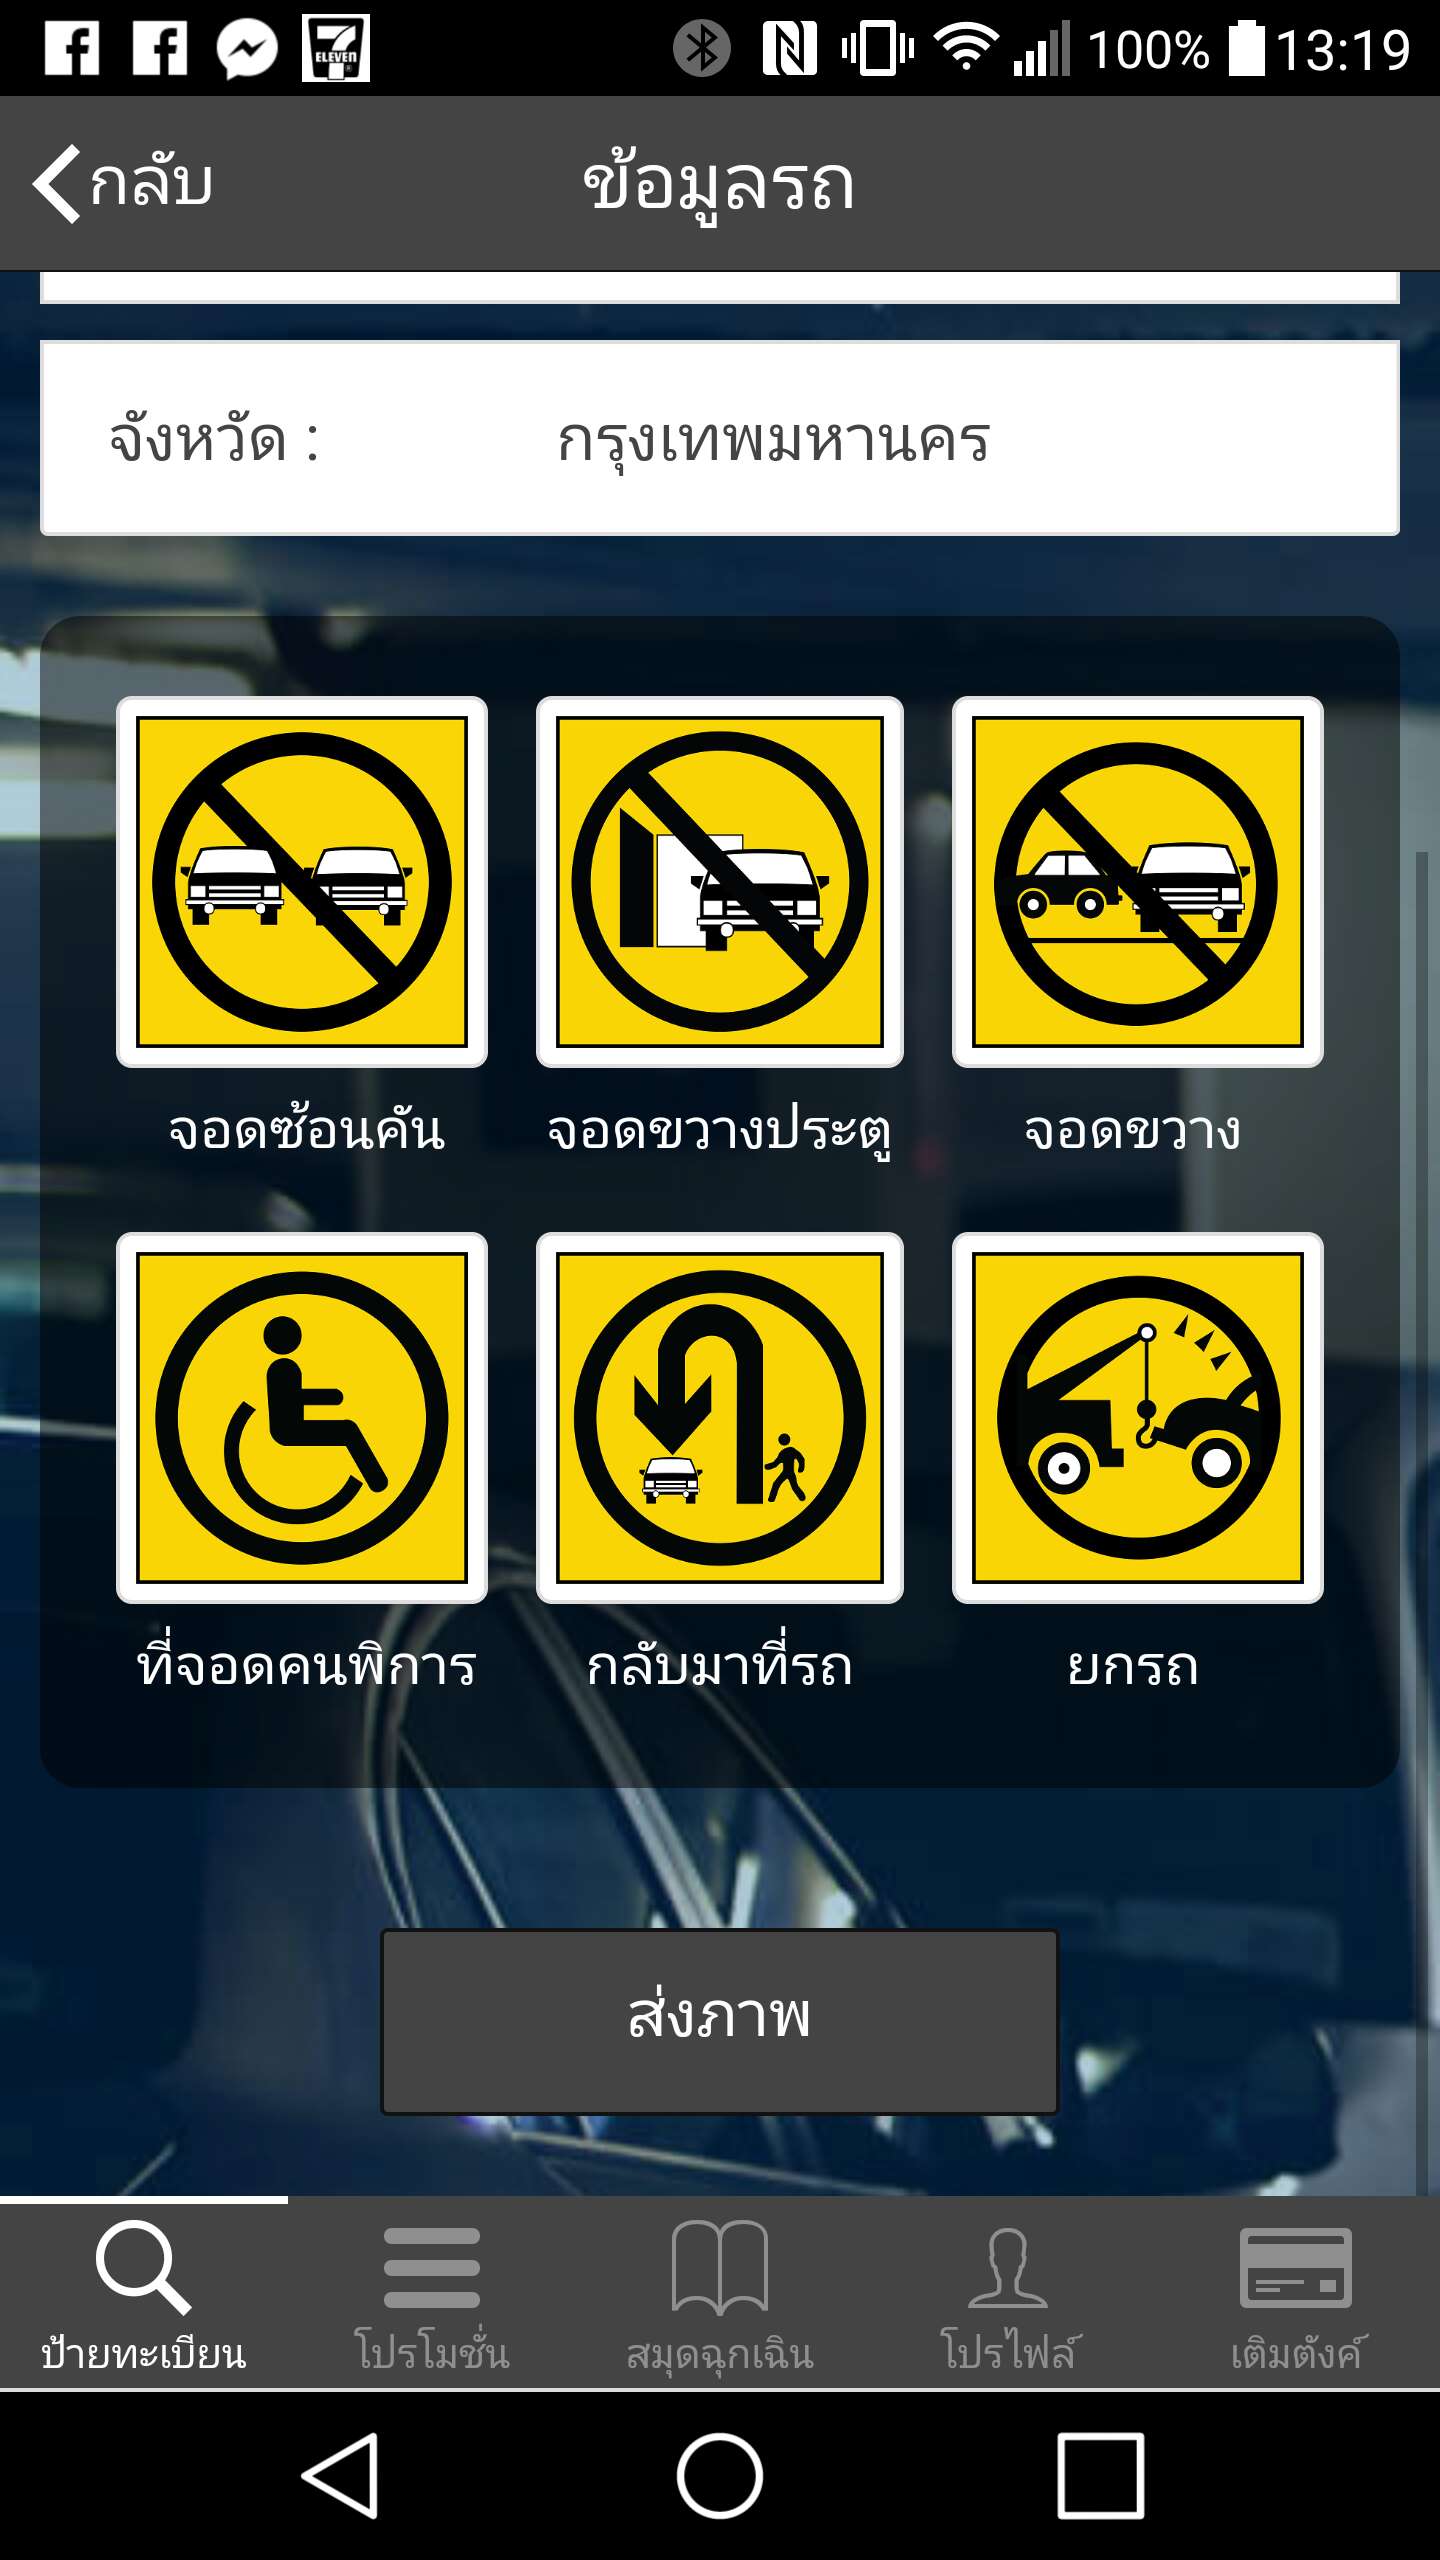 7 ELEVEN 100% 13:19
กลับ ข้อมูลรถ
จังหวัด : กรุงเทพมหานคร
จอดซ้อนคัน จอดขวางประตู จอดขวาง
ที่จอดคนพิการ กลับมาที่รถ ยกรถ
ส่งภาพ
ป้ายทะเบียน โปรโมชั่น สมุดฉุกเฉิน โปรไฟล์ เติมตังค์